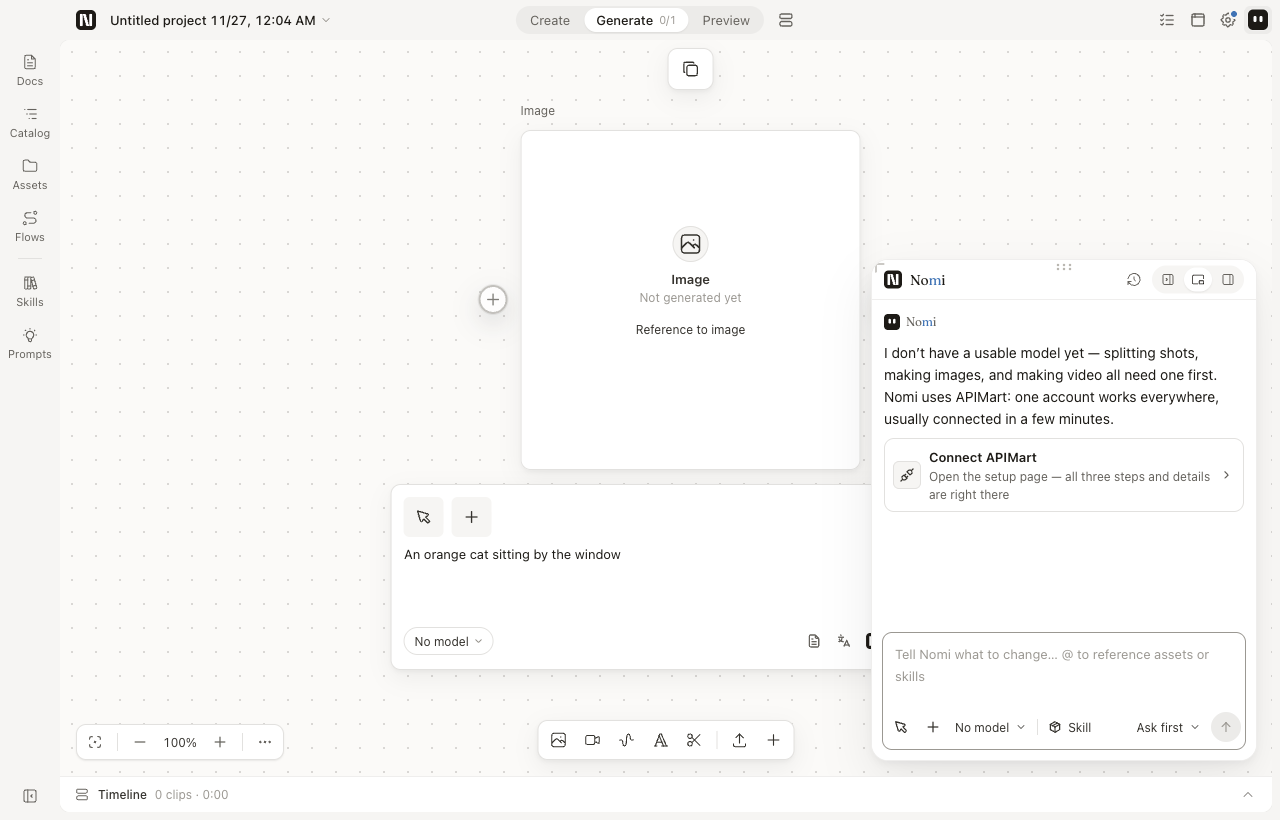 Untitled project 11/27, 12:04 AM
Create
Generate 0/1
Preview
Docs
Catalog
Assets
Flows
Skills
Prompts
Image
Image
Not generated yet
Reference to image
An orange cat sitting by the window
No model
Nomi
Nomi
I don’t have a usable model yet — splitting shots,
making images, and making video all need one first.
Nomi uses APIMart: one account works everywhere,
usually connected in a few minutes.
Connect APIMart
Open the setup page — all three steps and details
are right there
Tell Nomi what to change… @ to reference assets or
skills
No model
Skill
Ask first
100%
Timeline 0 clips · 0:00